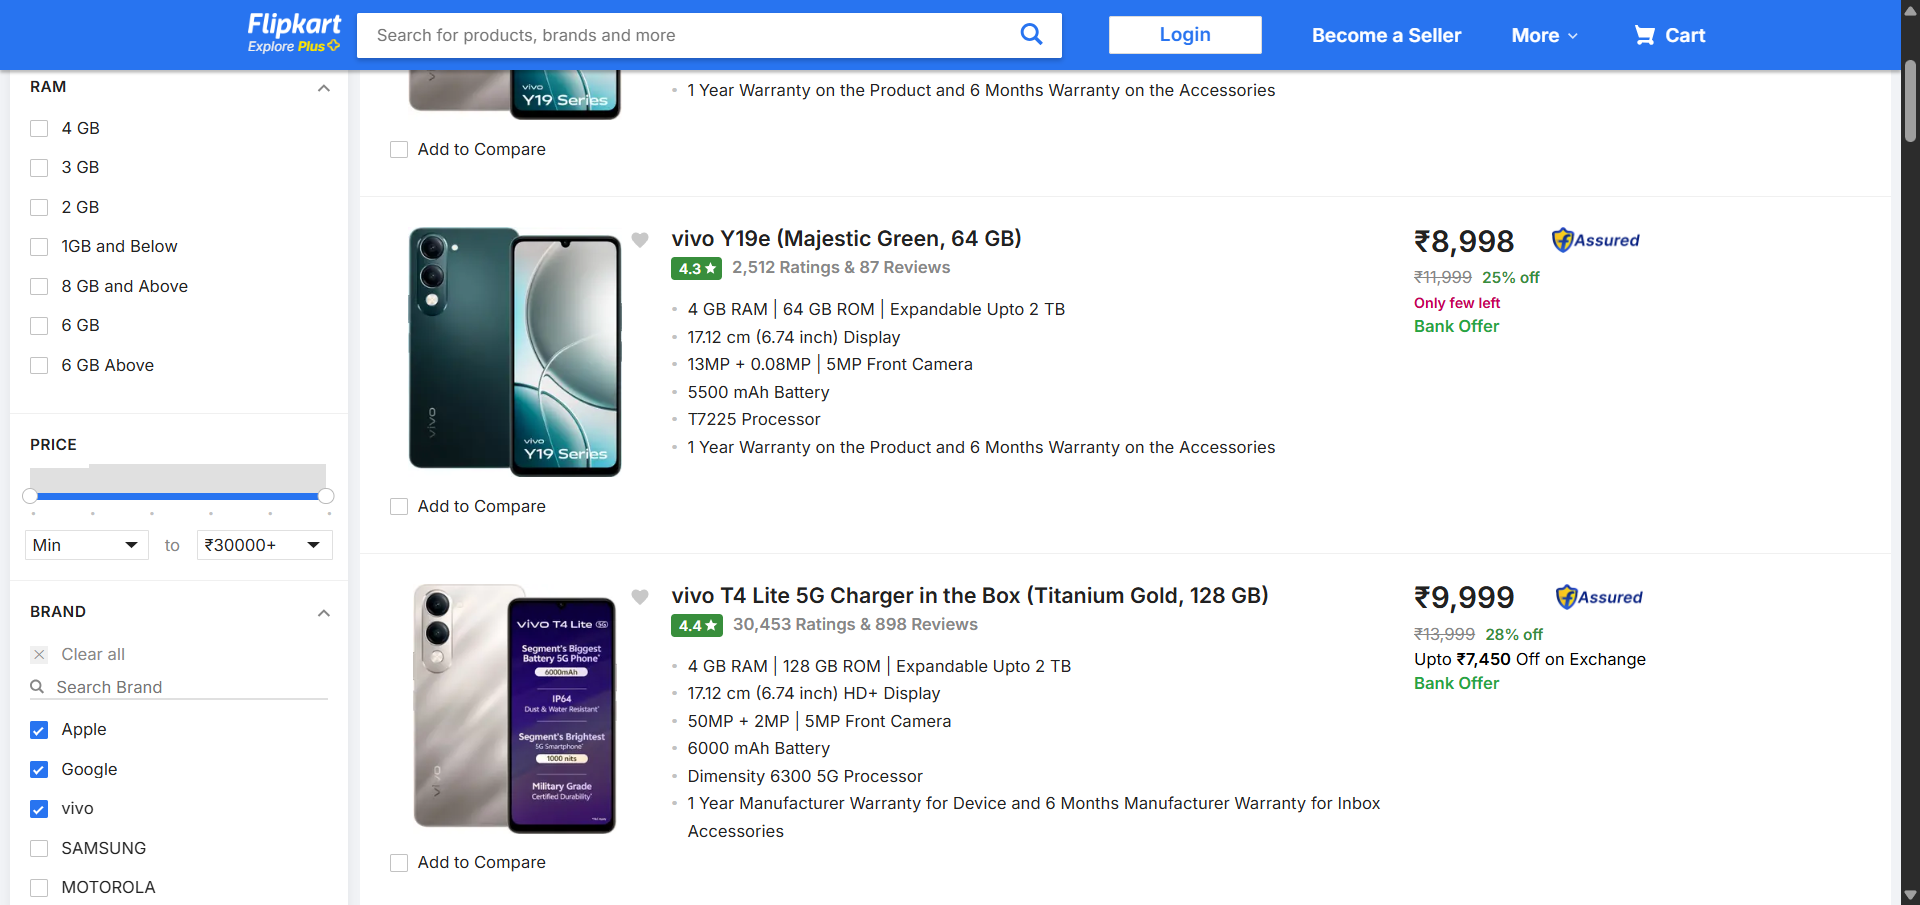 Flipkart
Explore Plus
Search for products, brands and more
Login
Become a Seller
More
Cart
RAM
4 GB
3 GB
2 GB
1GB and Below
8 GB and Above
6 GB
6 GB Above
PRICE
Min
to
₹30000+
BRAND
Clear all
Search Brand
Apple
Google
vivo
SAMSUNG
MOTOROLA
vivo
Y19 Series
1 Year Warranty on the Product and 6 Months Warranty on the Accessories
Add to Compare
vivo
vivo
Y19 Series
vivo Y19e (Majestic Green, 64 GB)
4.3 ★ 2,512 Ratings & 87 Reviews
4 GB RAM | 64 GB ROM | Expandable Upto 2 TB
17.12 cm (6.74 inch) Display
13MP + 0.08MP | 5MP Front Camera
5500 mAh Battery
T7225 Processor
1 Year Warranty on the Product and 6 Months Warranty on the Accessories
₹8,998
Assured
₹11,999 25% off
Only few left
Bank Offer
Add to Compare
vivo
vivo T4 Lite 5G
Segment's Biggest
Battery 5G Phone*
6000mAh
IP64
Dust & Water Resistant*
Segment's Brightest
5G Smartphone*
1000 nits
Military Grade
Certified Durability*
vivo T4 Lite 5G Charger in the Box (Titanium Gold, 128 GB)
4.4 ★ 30,453 Ratings & 898 Reviews
4 GB RAM | 128 GB ROM | Expandable Upto 2 TB
17.12 cm (6.74 inch) HD+ Display
50MP + 2MP | 5MP Front Camera
6000 mAh Battery
Dimensity 6300 5G Processor
1 Year Manufacturer Warranty for Device and 6 Months Manufacturer Warranty for Inbox
Accessories
₹9,999
Assured
₹13,999 28% off
Upto ₹7,450 Off on Exchange
Bank Offer
Add to Compare